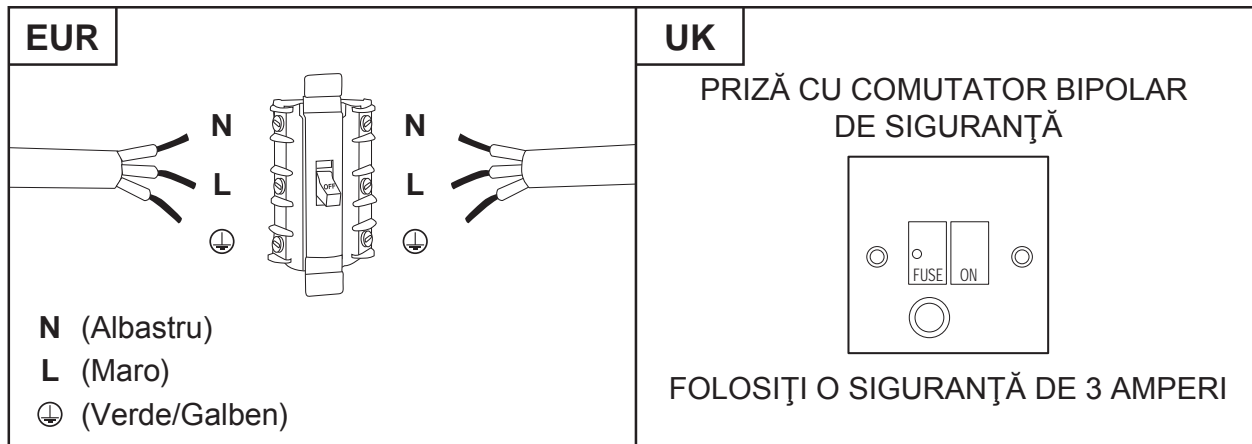 EUR
N
L
N
L
OFF
N (Albastru)
L (Maro)
(Verde/Galben)
UK
PRIZĂ CU COMUTATOR BIPOLAR
DE SIGURANŢĂ
FUSE ON
FOLOSIŢI O SIGURANŢĂ DE 3 AMPERI